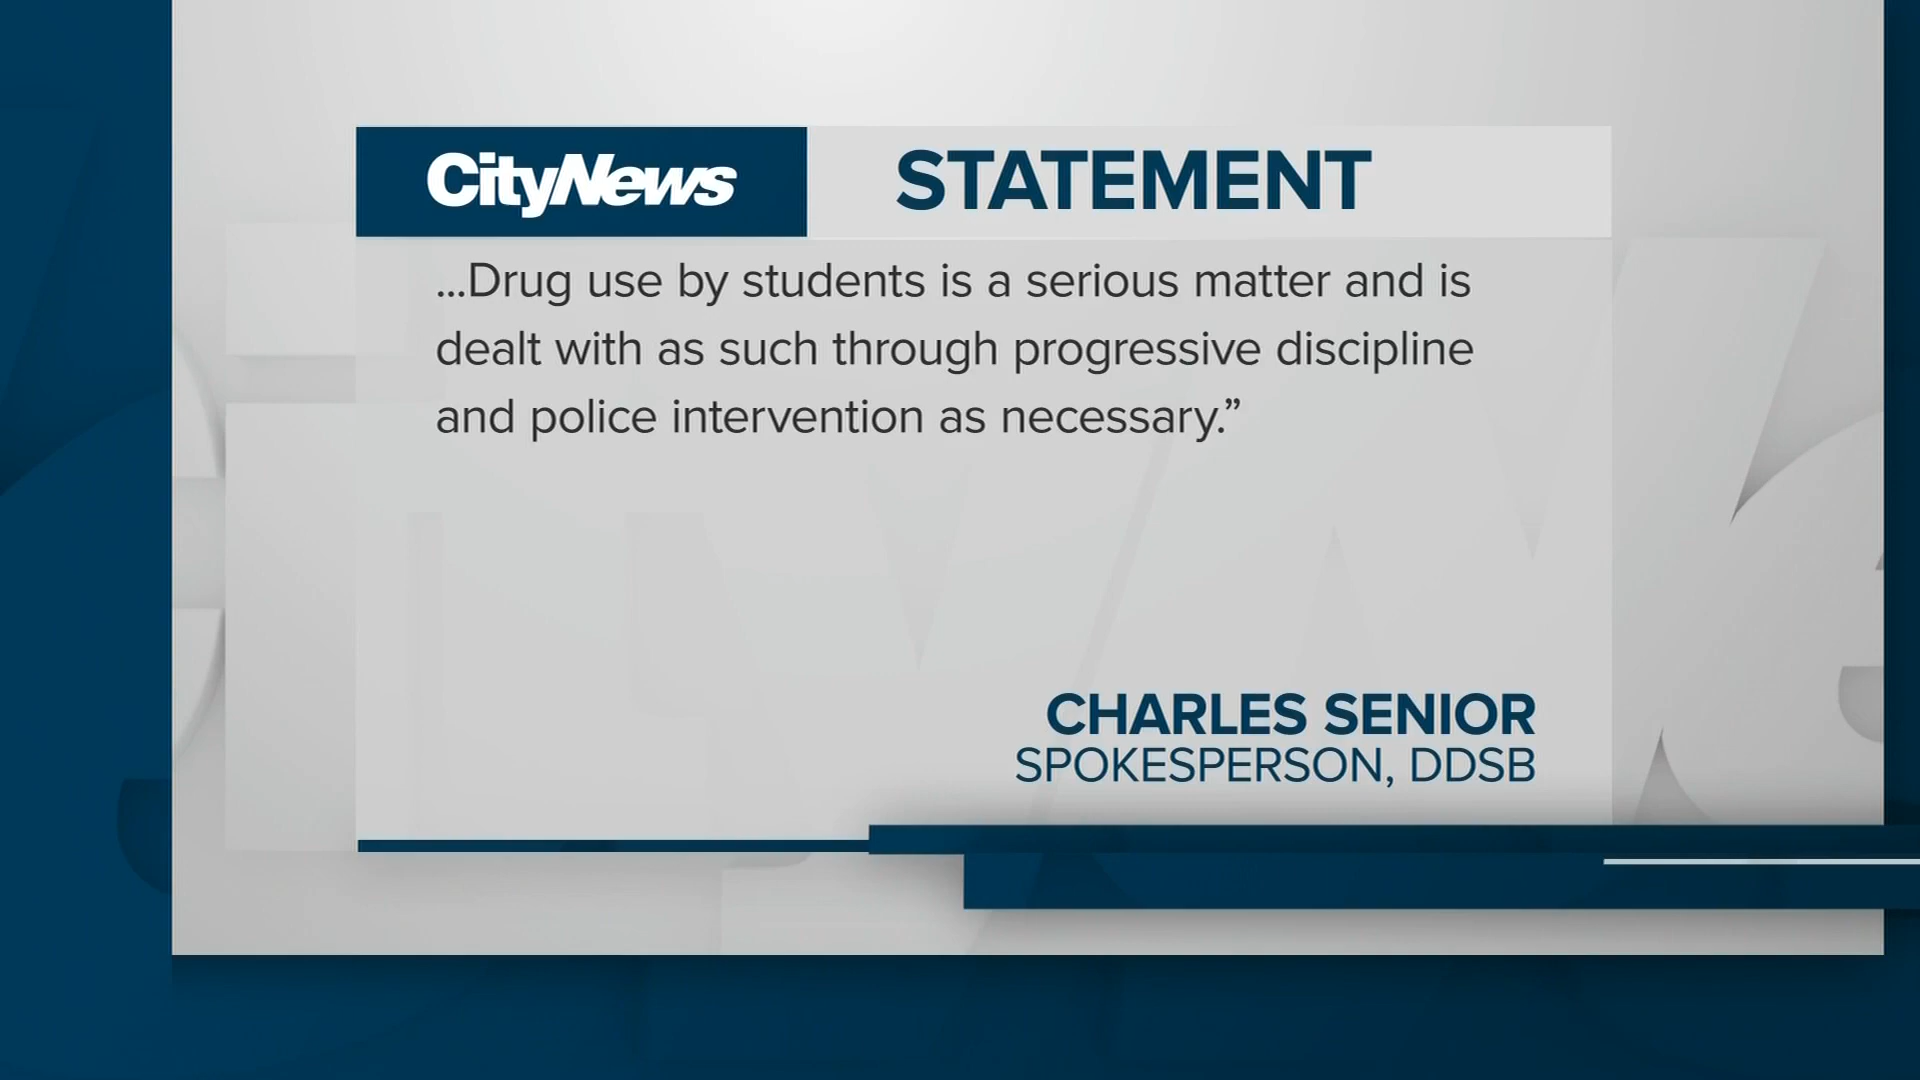 CityNews STATEMENT
...Drug use by students is a serious matter and is
dealt with as such through progressive discipline
and police intervention as necessary.”
CHARLES SENIOR
SPOKESPERSON, DDSB